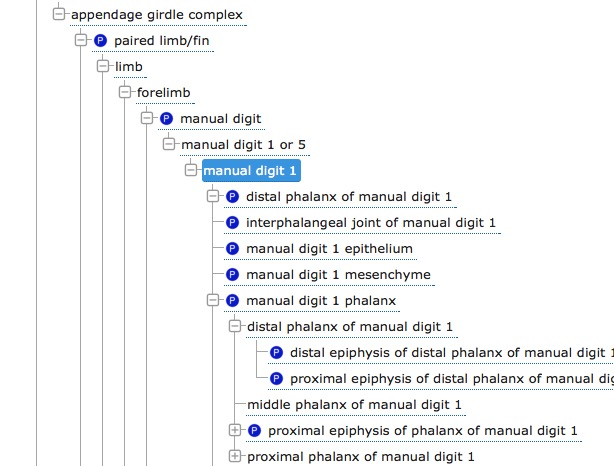 appendage girdle complex
P paired limb/fin
limb
forelimb
P manual digit
manual digit 1 or 5
manual digit 1
P distal phalanx of manual digit 1
P interphalangeal joint of manual digit 1
P manual digit 1 epithelium
P manual digit 1 mesenchyme
P manual digit 1 phalanx
distal phalanx of manual digit 1
P distal epiphysis of distal phalanx of manual digit 1
P proximal epiphysis of distal phalanx of manual
middle phalanx of manual digit 1
P proximal epiphysis of phalanx of manual digit 1
proximal phalanx of manual digit 1